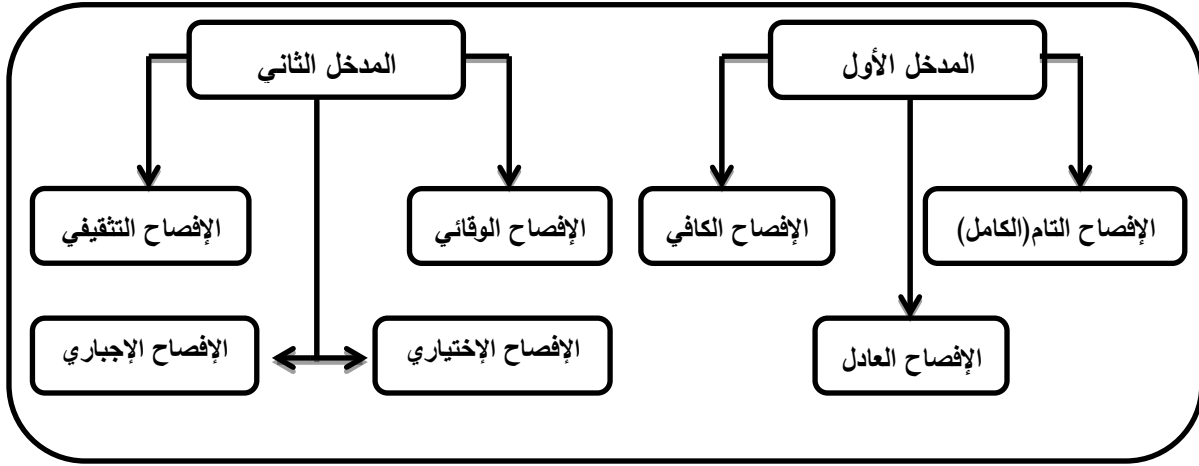 المدخل الأول
المدخل الثاني
الإفصاح التام(الكامل)
الإفصاح الكافي
الإفصاح الوقائي
الإفصاح التثقيفي
الإفصاح العادل
الإفصاح الإختياري
الإفصاح الإجباري